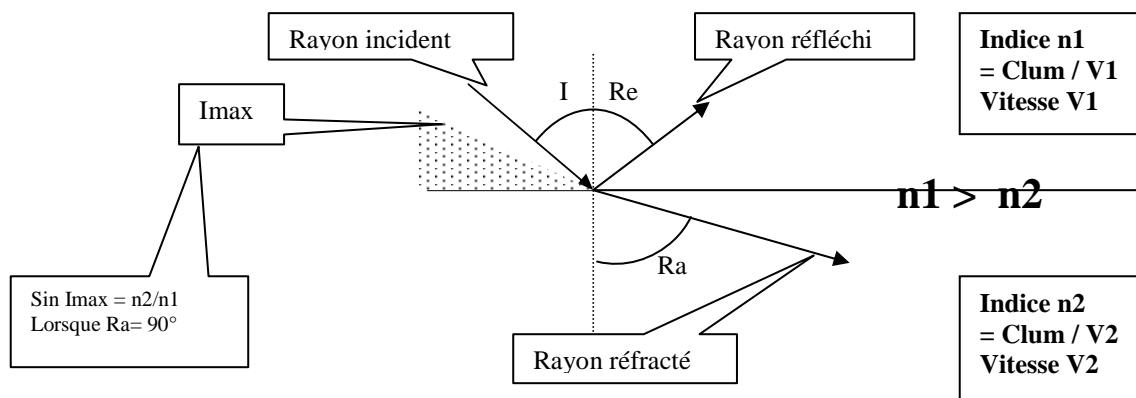 Rayon incident
Rayon réfléchi
Indice n1
= Clum / V1
Vitesse V1
I
Re
Imax
n1 > n2
Ra
Sin Imax = n2/n1
Lorsque Ra= 90°
Rayon réfracté
Indice n2
= Clum / V2
Vitesse V2